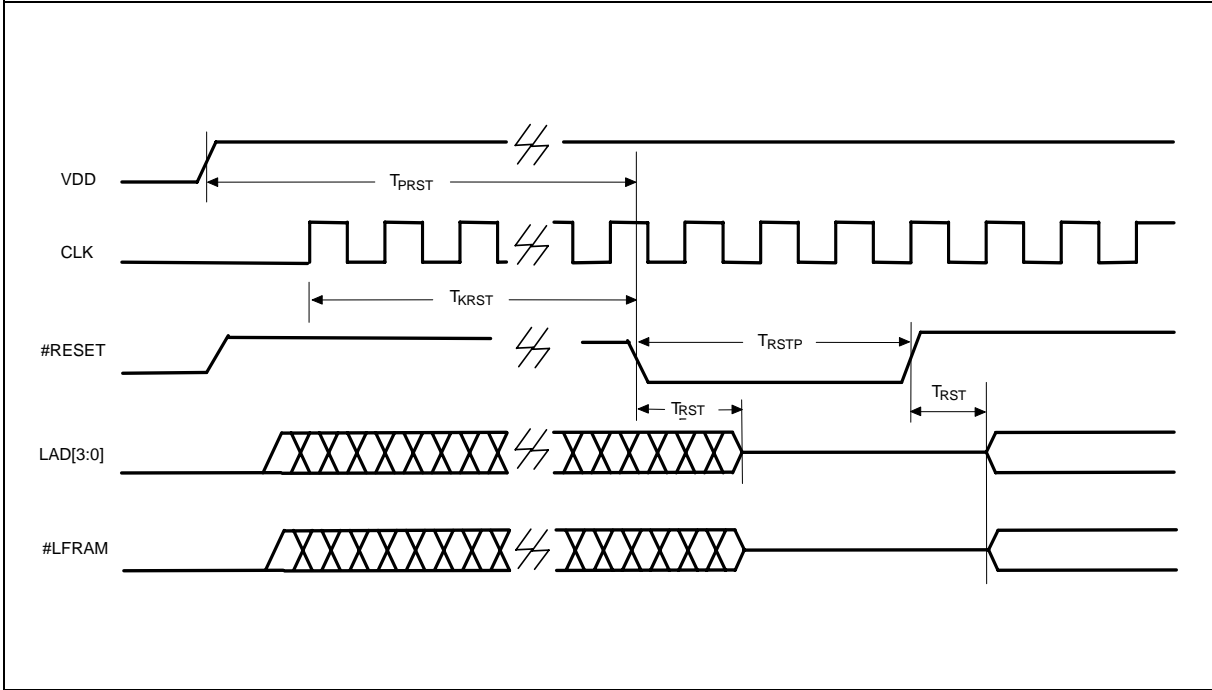 VDD
TPRST
CLK
TKRST
#RESET
TRSTP
TRST
TRST
LAD[3:0]
#LFRAM